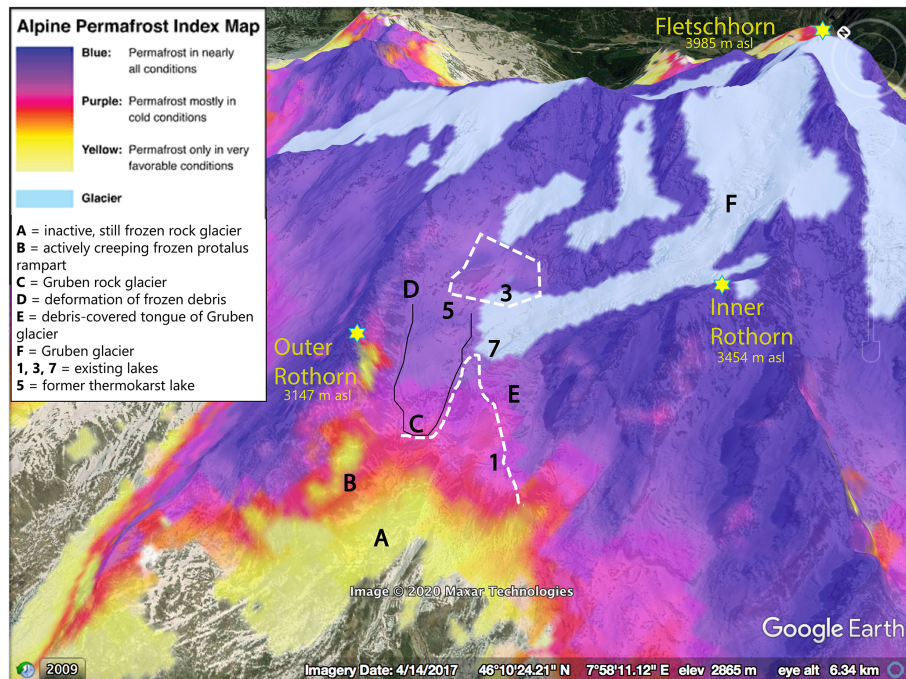 Alpine Permafrost Index Map
Blue: Permafrost in nearly
all conditions
Purple: Permafrost mostly in
cold conditions
Yellow: Permafrost only in very
favorable conditions
Glacier
A = inactive, still frozen rock glacier
B = actively creeping frozen protalus
rampart
C = Gruben rock glacier
D = deformation of frozen debris
E = debris-covered tongue of Gruben
glacier
F = Gruben glacier
1, 3, 7 = existing lakes
5 = former thermokarst lake
Fletschhorn
3985 m asl
N
F
D
3
5
Inner
Rothorn
3454 m asl
Outer
Rothorn
3147 m asl
7
E
C
1
B
A
Image © 2020 Maxar Technologies
Google Earth
2009
Imagery Date: 4/14/2017 46°10'24.21" N 7°58'11.12" E elev 2865 m eye alt 6.34 km